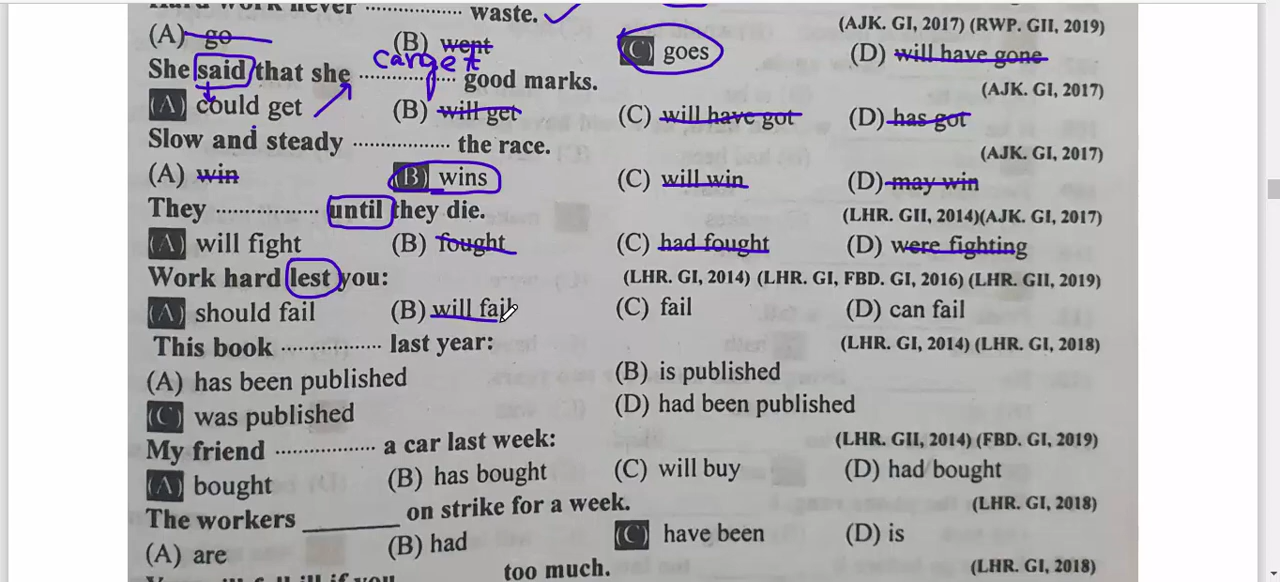 Hard work never .................. waste.
(AJK. GI, 2017) (RWP. GII, 2019)
(A) go (B) went (C) goes (D) will have gone
can get
She said that she .................. good marks.
(AJK. GI, 2017)
(A) could get (B) will get (C) will have got (D) has got
Slow and steady .................. the race.
(AJK. GI, 2017)
(A) win (B) wins (C) will win (D) may win
They .................. until they die. (LHR. GII, 2014)(AJK. GI, 2017)
(A) will fight (B) fought (C) had fought (D) were fighting
Work hard lest you: (LHR. GI, 2014) (LHR. GI, FBD. GI, 2016) (LHR. GII, 2019)
(A) should fail (B) will fail (C) fail (D) can fail
This book .................. last year: (LHR. GI, 2014) (LHR. GI, 2018)
(A) has been published (B) is published
(C) was published (D) had been published
My friend .................. a car last week: (LHR. GII, 2014) (FBD. GI, 2019)
(A) bought (B) has bought (C) will buy (D) had bought
The workers _________ on strike for a week. (LHR. GI, 2018)
(A) are (B) had (C) have been (D) is
too much. (LHR. GI, 2018)